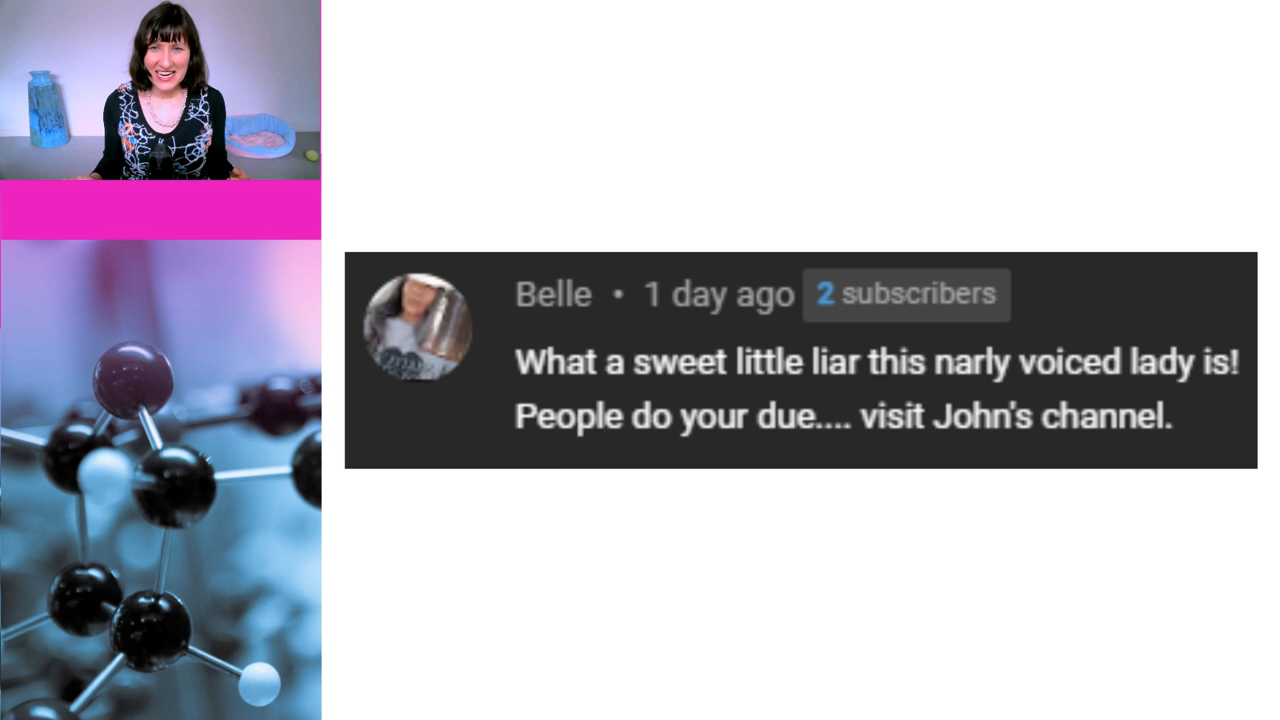 Belle • 1 day ago 2 subscribers
What a sweet little liar this narly voiced lady is!
People do your due.... visit John's channel.